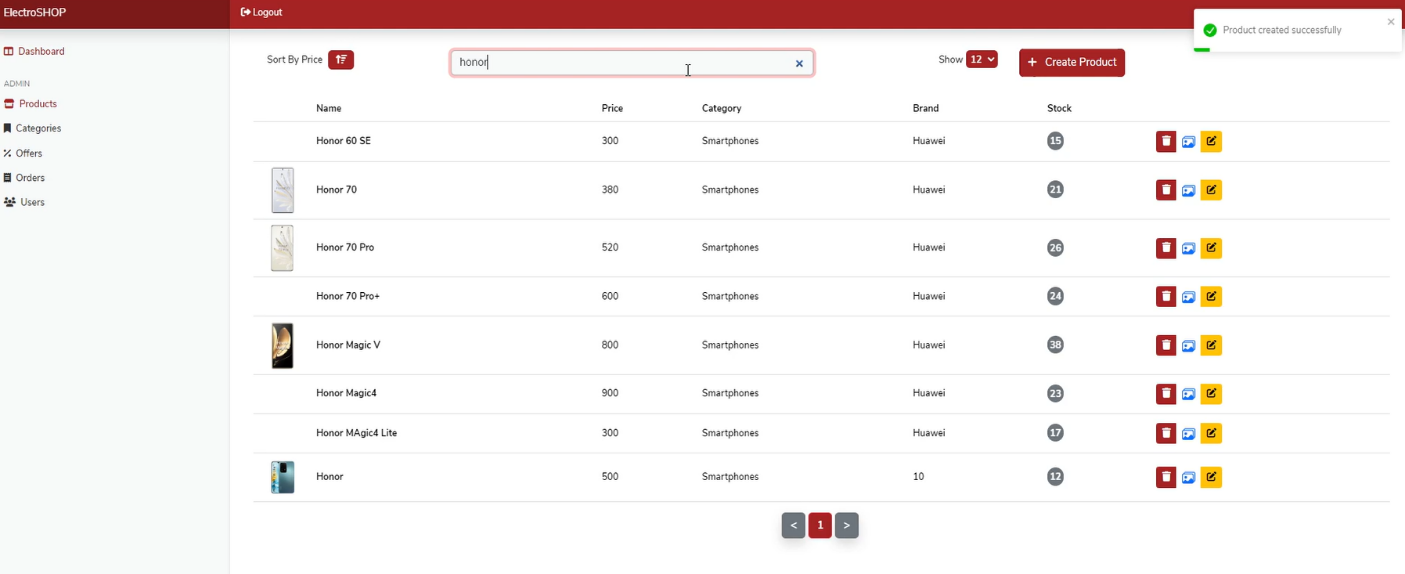 ElectroSHOP
Logout
Product created successfully
Dashboard
ADMIN
Products
Categories
Offers
Orders
Users
Sort By Price
honor
Show 12
+ Create Product
Name Price Category Brand Stock
Honor 60 SE 300 Smartphones Huawei 15
Honor 70 380 Smartphones Huawei 21
Honor 70 Pro 520 Smartphones Huawei 26
Honor 70 Pro+ 600 Smartphones Huawei 24
Honor Magic V 800 Smartphones Huawei 38
Honor Magic4 900 Smartphones Huawei 23
Honor MAgic4 Lite 300 Smartphones Huawei 17
Honor 500 Smartphones 10 12
< 1 >